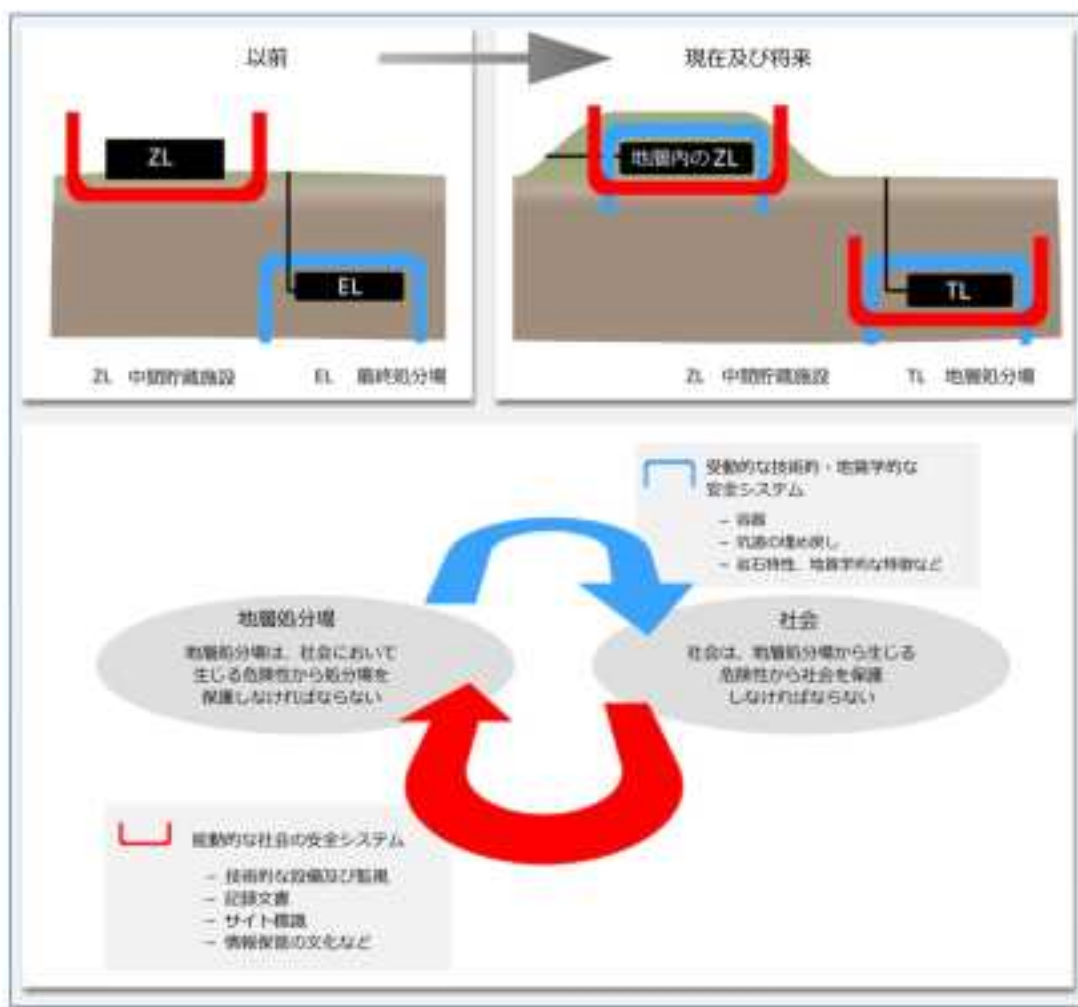 以前
現在及び将来
ZL
EL
地層内の ZL
TL
ZL 中間貯蔵施設 EL 最終処分場
ZL 中間貯蔵施設 TL 地層処分場
受動的な技術的・地質学的な
安全システム
– 容器
– 坑道の埋め戻し
– 岩石特性、地質学的な特徴など
地層処分場
地層処分場は、社会において
生じる危険性から処分場を
保護しなければならない
社会
社会は、地層処分場から生じる
危険性から社会を保護
しなければならない
能動的な社会の安全システム
– 技術的な設備及び監視
– 記録文書
– サイト標識
– 情報保管の文化など